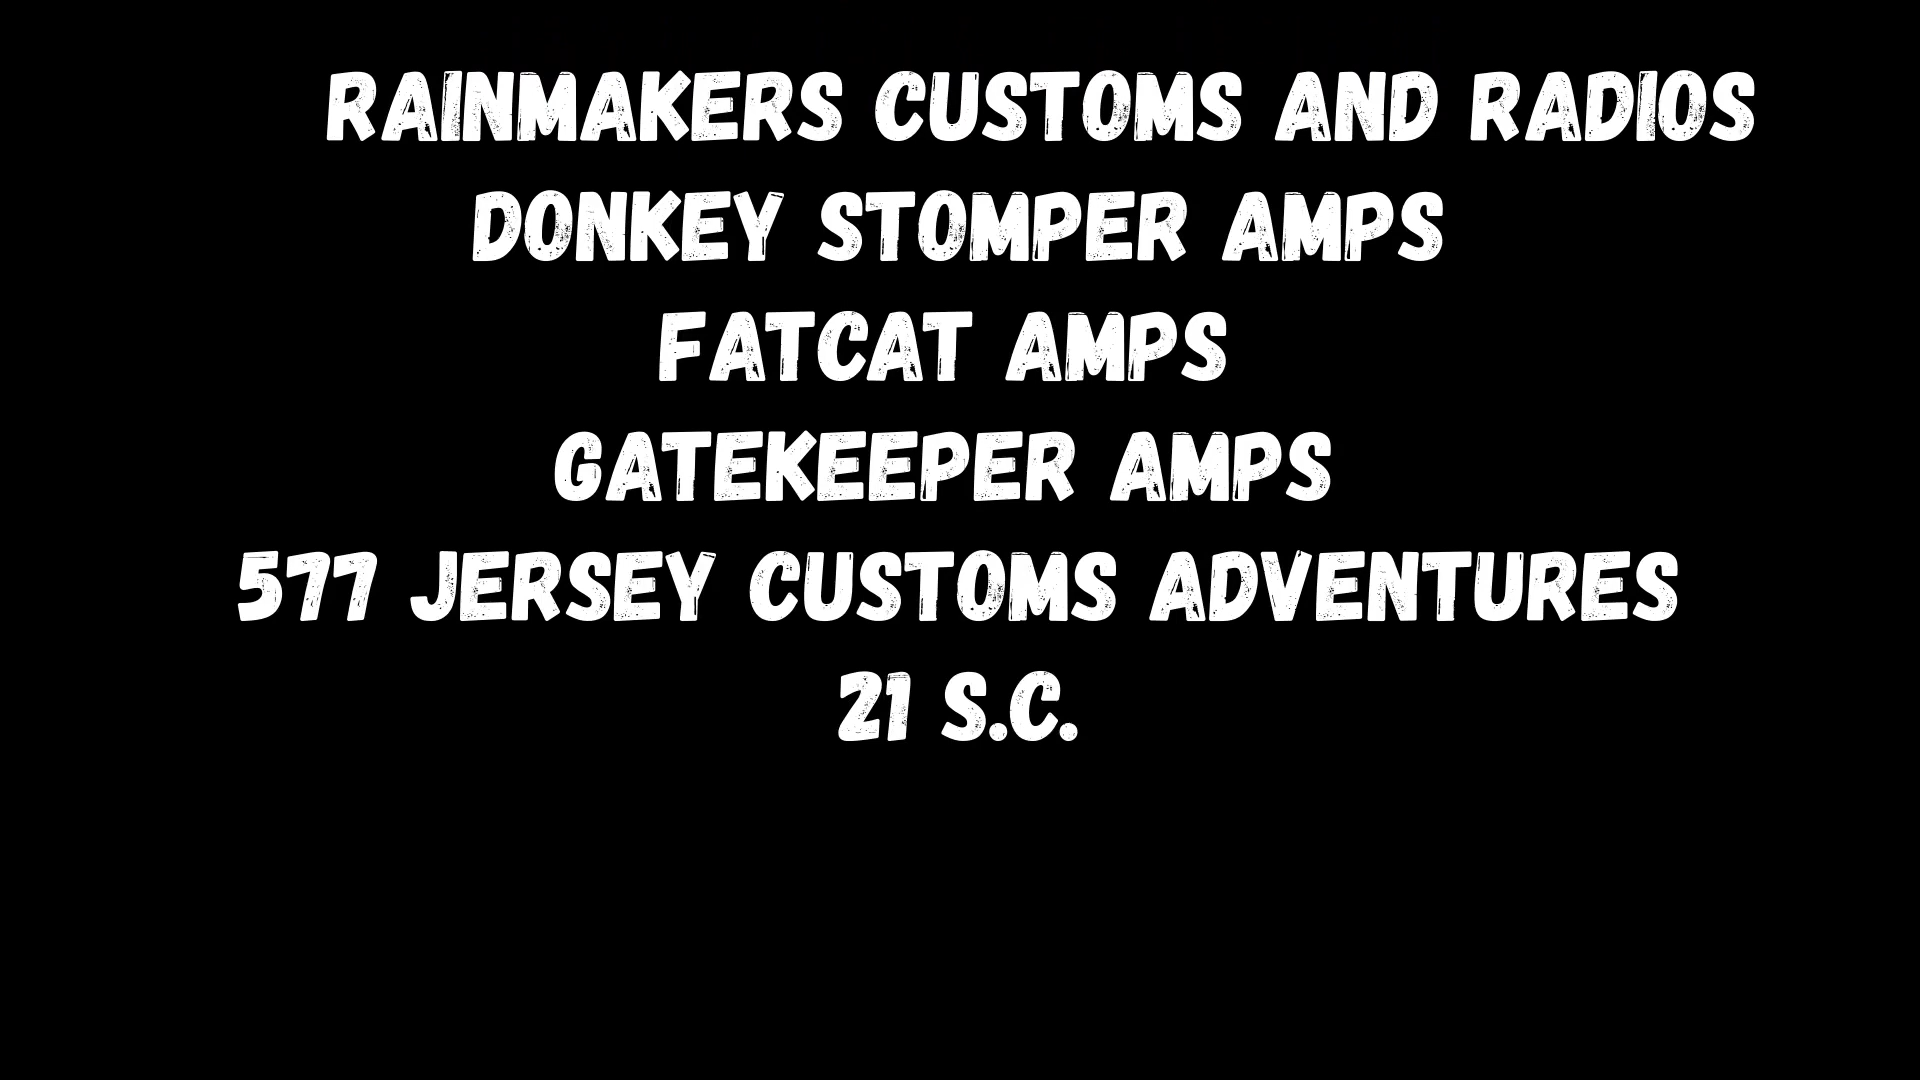 RAINMAKERS CUSTOMS AND RADIOS
DONKEY STOMPER AMPS
FATCAT AMPS
GATEKEEPER AMPS
577 JERSEY CUSTOMS ADVENTURES
21 S.C.